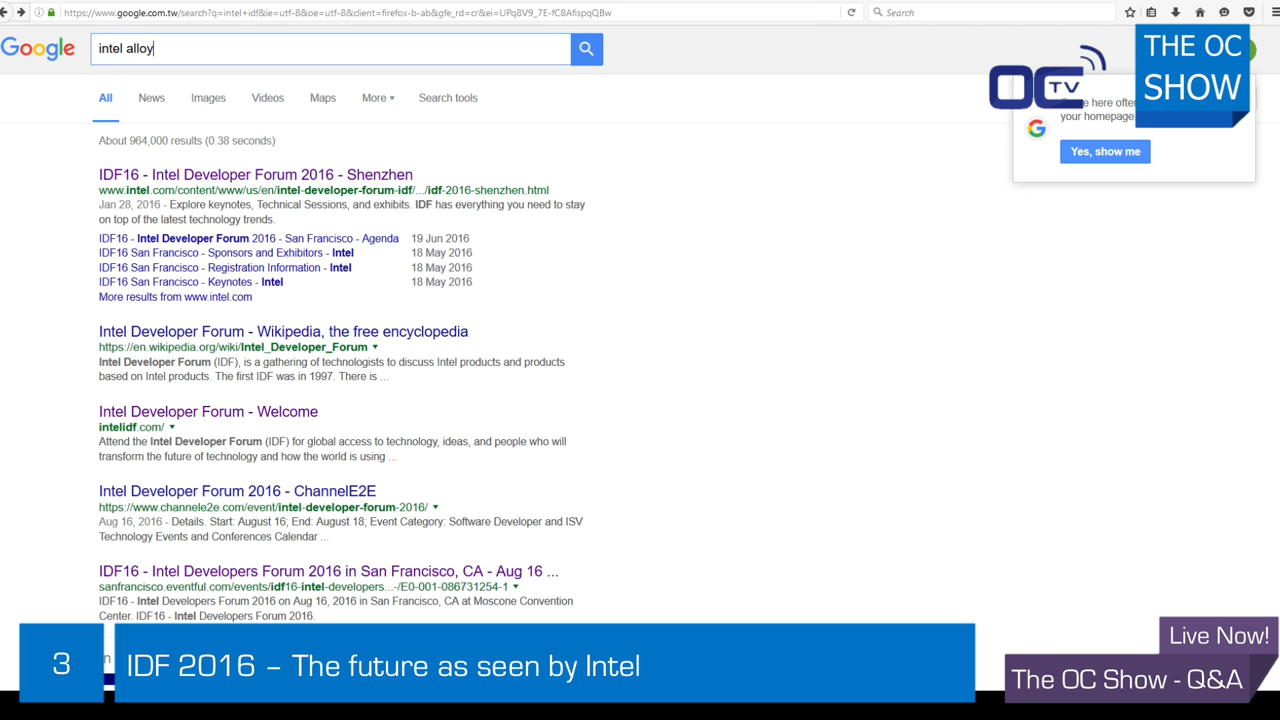 https://www.google.com.tw/search?q=intel+idf&ie=utf-8&oe=utf-8&client=firefox-b-ab&gfe_rd=cr&ei=UPq8V9_7E-fC8AfispqQBw
Search
Google
intel alloy
All News Images Videos Maps More Search tools
OC TV
THE OC
SHOW
here
your homepage
Yes, show me
About 964,000 results (0.38 seconds)
IDF16 - Intel Developer Forum 2016 - Shenzhen
www.intel.com/content/www/us/en/intel-developer-forum-idf/.../idf-2016-shenzhen.html
Jan 28, 2016 - Explore keynotes, Technical Sessions, and exhibits. IDF has everything you need to stay
on top of the latest technology trends.
IDF16 - Intel Developer Forum 2016 - San Francisco - Agenda 19 Jun 2016
IDF16 San Francisco - Sponsors and Exhibitors - Intel 18 May 2016
IDF16 San Francisco - Registration Information - Intel 18 May 2016
IDF16 San Francisco - Keynotes - Intel 18 May 2016
More results from www.intel.com
Intel Developer Forum - Wikipedia, the free encyclopedia
https://en.wikipedia.org/wiki/Intel_Developer_Forum
Intel Developer Forum (IDF), is a gathering of technologists to discuss Intel products and products
based on Intel products. The first IDF was in 1997. There is ...
Intel Developer Forum - Welcome
intelidf.com/
Attend the Intel Developer Forum (IDF) for global access to technology, ideas, and people who will
transform the future of technology and how the world is using ...
Intel Developer Forum 2016 - ChannelE2E
https://www.channele2e.com/event/intel-developer-forum-2016/
Aug 16, 2016 - Details. Start: August 16; End: August 18; Event Category: Software Developer and ISV
Technology Events and Conferences Calendar ...
IDF16 - Intel Developers Forum 2016 in San Francisco, CA - Aug 16 ...
sanfrancisco.eventful.com/events/idf16-intel-developers...-/E0-001-086731254-1
IDF16 - Intel Developers Forum 2016 on Aug 16, 2016 in San Francisco, CA at Moscone Convention
Center. IDF16 - Intel Developers Forum 2016.
3 IDF 2016 – The future as seen by Intel
Live Now!
The OC Show - Q&A